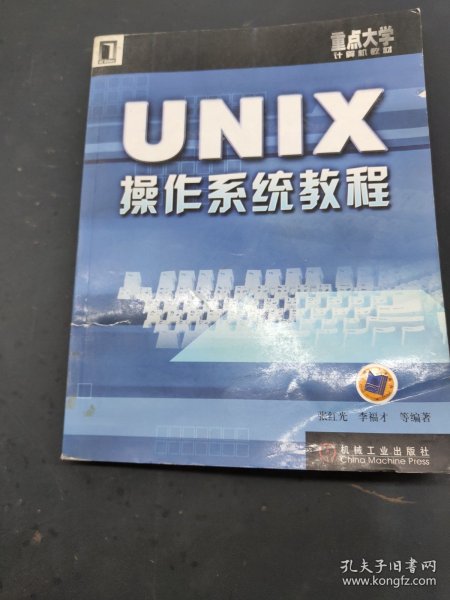 重点大学
计算机教材
UNIX
操作系统教程
张红光 李福才 等编著
机械工业出版社
China Machine Press
孔夫子旧书网
www.kongfz.com